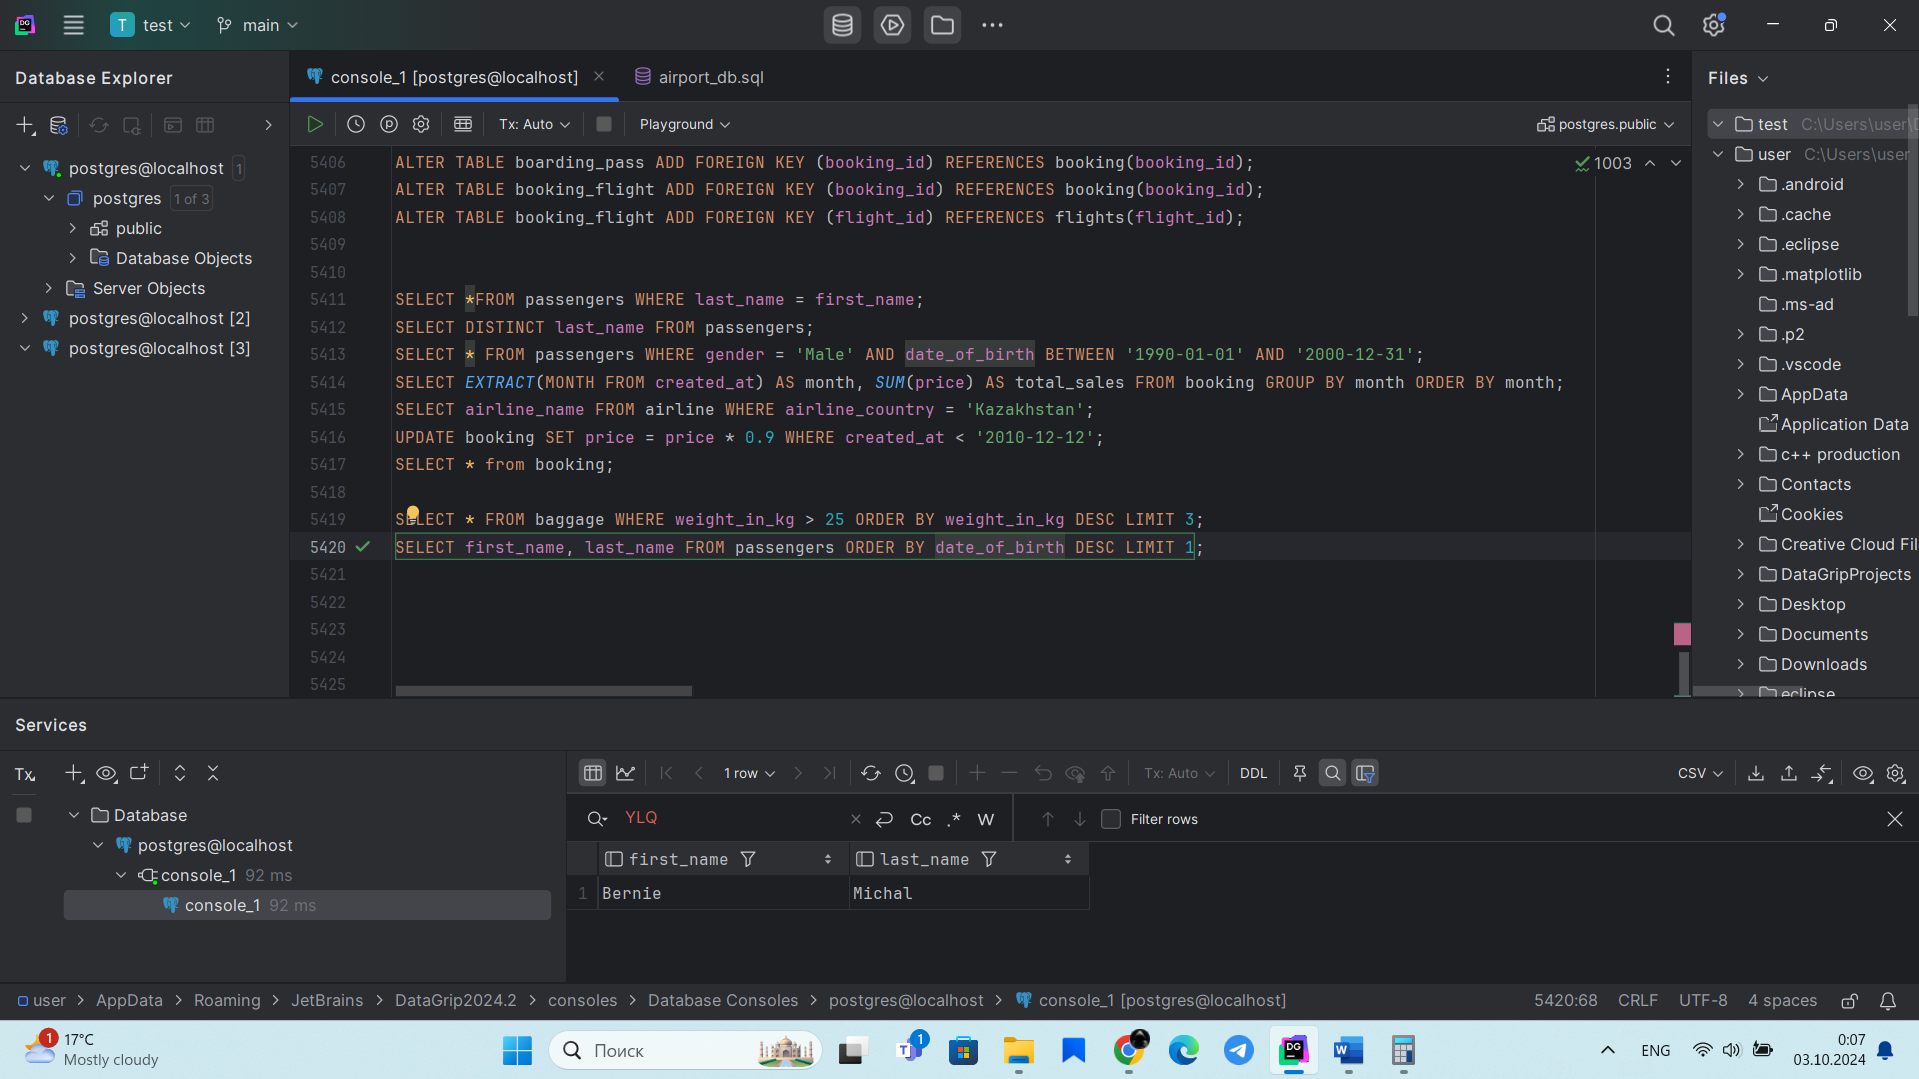 T test main
Database Explorer
console_1 [postgres@localhost] airport_db.sql
Files
Tx: Auto Playground postgres.public
postgres@localhost 1
postgres 1 of 3
public
Database Objects
Server Objects
postgres@localhost [2]
postgres@localhost [3]
5406 ALTER TABLE boarding_pass ADD FOREIGN KEY (booking_id) REFERENCES booking(booking_id);
1003
5407 ALTER TABLE booking_flight ADD FOREIGN KEY (booking_id) REFERENCES booking(booking_id);
5408 ALTER TABLE booking_flight ADD FOREIGN KEY (flight_id) REFERENCES flights(flight_id);
5409
5410
5411 SELECT *FROM passengers WHERE last_name = first_name;
5412 SELECT DISTINCT last_name FROM passengers;
5413 SELECT * FROM passengers WHERE gender = 'Male' AND date_of_birth BETWEEN '1990-01-01' AND '2000-12-31';
5414 SELECT EXTRACT(MONTH FROM created_at) AS month, SUM(price) AS total_sales FROM booking GROUP BY month ORDER BY month;
5415 SELECT airline_name FROM airline WHERE airline_country = 'Kazakhstan';
5416 UPDATE booking SET price = price * 0.9 WHERE created_at < '2010-12-12';
5417 SELECT * from booking;
5418
5419 SELECT * FROM baggage WHERE weight_in_kg > 25 ORDER BY weight_in_kg DESC LIMIT 3;
5420 SELECT first_name, last_name FROM passengers ORDER BY date_of_birth DESC LIMIT 1;
5421
5422
5423
5424
5425
test C:\Users\user\D
user C:\Users\user
.android
.cache
.eclipse
.matplotlib
.ms-ad
.p2
.vscode
AppData
Application Data
c++ production
Contacts
Cookies
Creative Cloud Fil
DataGripProjects
Desktop
Documents
Downloads
eclipse
Services
Tx
Database
postgres@localhost
console_1 92 ms
console_1 92 ms
1 row Tx: Auto DDL CSV
YLQ Cc .* W Filter rows
first_name last_name
1 Bernie Michal
user > AppData > Roaming > JetBrains > DataGrip2024.2 > consoles > Database Consoles > postgres@localhost > console_1 [postgres@localhost]
5420:68 CRLF UTF-8 4 spaces
1 17°C
Mostly cloudy
Поиск
1
DG
W
ENG
0:07
03.10.2024